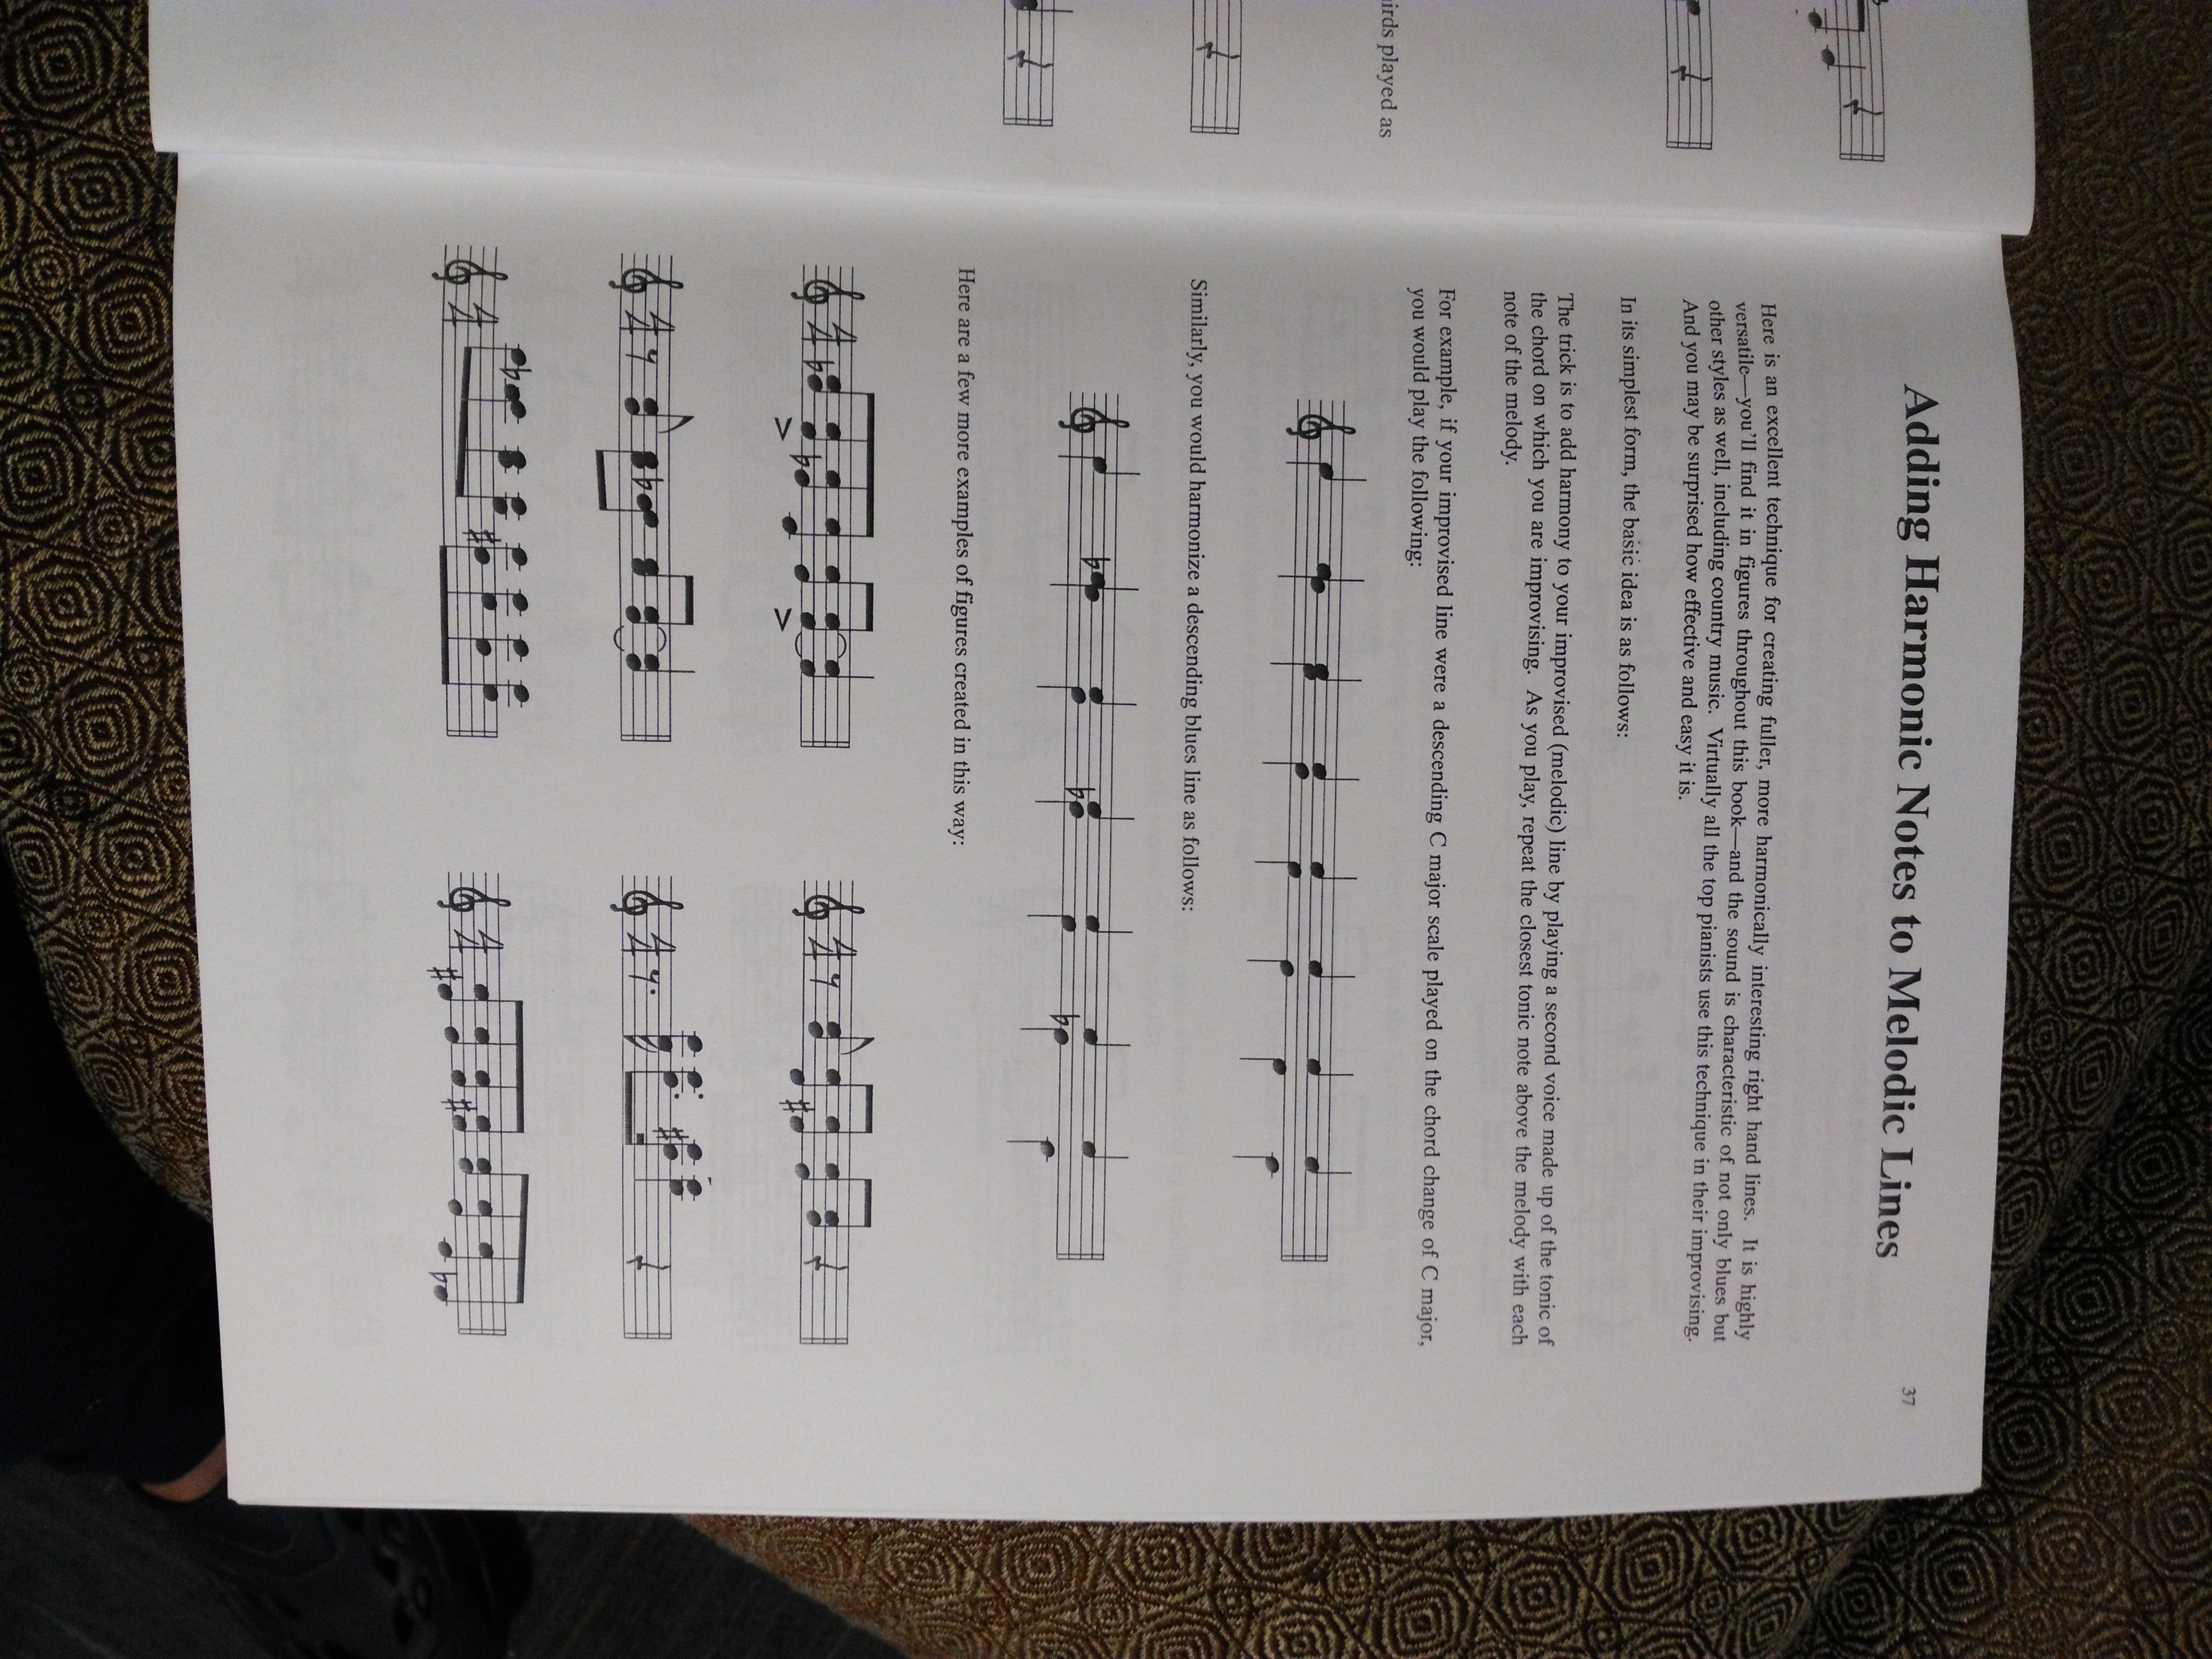 irds played as
37
Adding Harmonic Notes to Melodic Lines
Here is an excellent technique for creating fuller, more harmonically interesting right hand lines. It is highly
versatile—you'll find it in figures throughout this book—and the sound is characteristic of not only blues but
other styles as well, including country music. Virtually all the top pianists use this technique in their improvising.
And you may be surprised how effective and easy it is.
In its simplest form, the basic idea is as follows:
The trick is to add harmony to your improvised (melodic) line by playing a second voice made up of the tonic of
the chord on which you are improvising. As you play, repeat the closest tonic note above the melody with each
note of the melody.
For example, if your improvised line were a descending C major scale played on the chord change of C major,
you would play the following:
Similarly, you would harmonize a descending blues line as follows:
Here are a few more examples of figures created in this way: